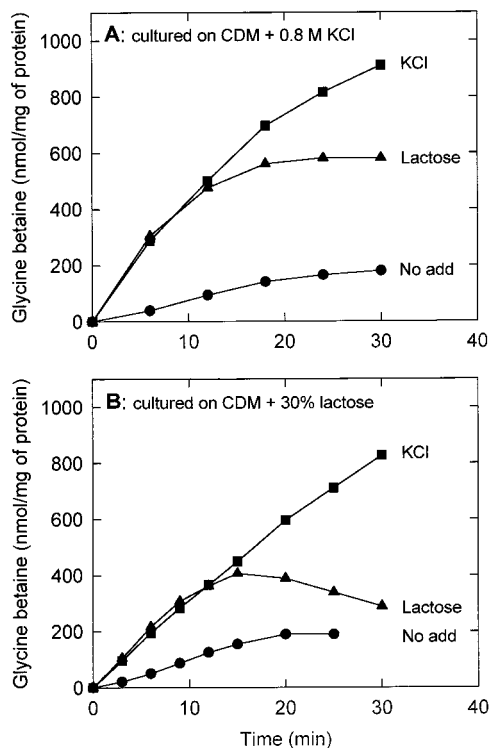 A: cultured on CDM + 0.8 M KCl
Glycine betaine (nmol/mg of protein)
1000
800
600
400
200
0
KCl
Lactose
No add
0 10 20 30 40
B: cultured on CDM + 30% lactose
Glycine betaine (nmol/mg of protein)
1000
800
600
400
200
0
KCl
Lactose
No add
0 10 20 30 40
Time (min)